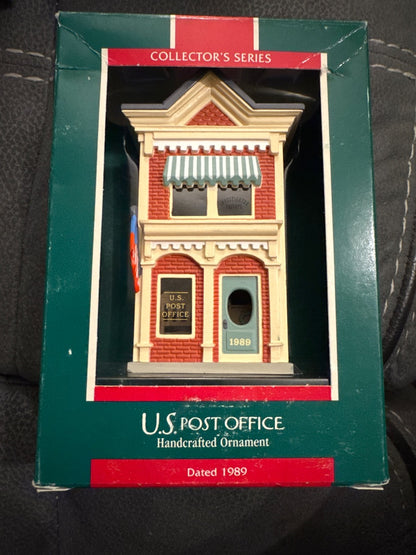 COLLECTOR'S SERIES
U.S.
POST
OFFICE
1989
U.S. POST OFFICE
Handcrafted Ornament
Dated 1989